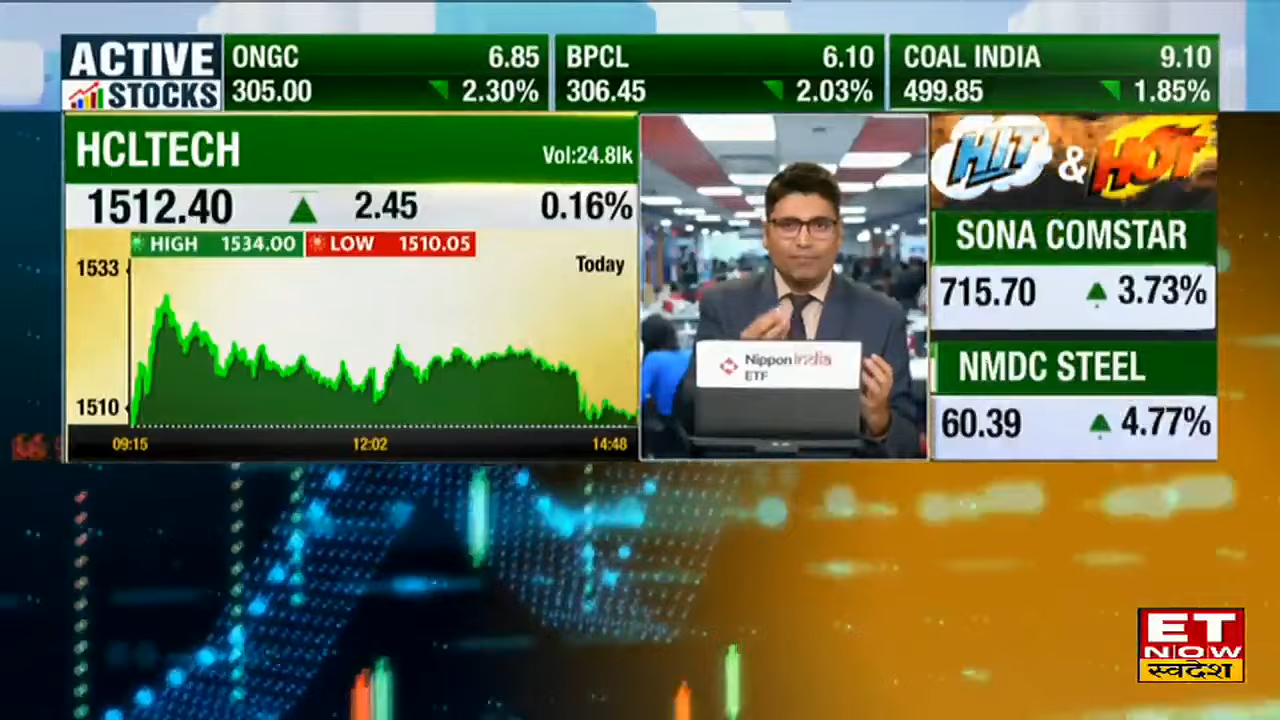 ACTIVE
STOCKS
ONGC 6.85
305.00 2.30%
BPCL 6.10
306.45 2.03%
COAL INDIA 9.10
499.85 1.85%
HCLTECH Vol:24.8lk
1512.40 2.45 0.16%
HIGH 1534.00 LOW 1510.05
Today
1533
1510
09:15 12:02 14:48
Nippon india
ETF
HIT & HOT
SONA COMSTAR
715.70 3.73%
NMDC STEEL
60.39 4.77%
ET
NOW
स्वदेश